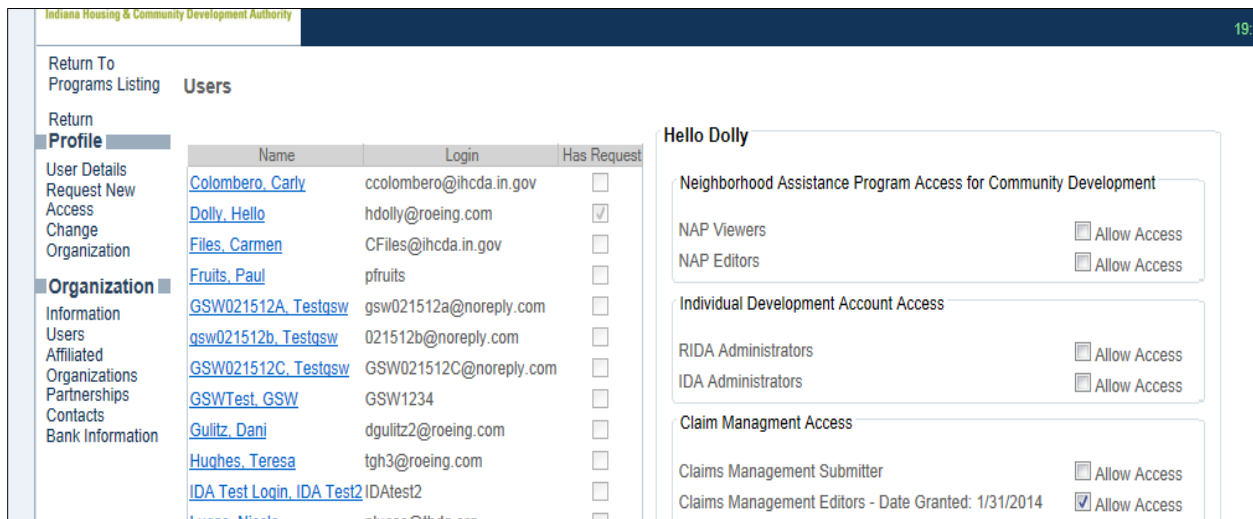 Indiana Housing & Community Development Authority
19:
Return To
Programs Listing
Return
Profile
User Details
Request New
Access
Change
Organization
Organization
Information
Users
Affiliated
Organizations
Partnerships
Contacts
Bank Information
Users
Name Login Has Request
Colombero, Carly ccolombero@ihcda.in.gov
Dolly, Hello hdolly@roeing.com
Files, Carmen CFiles@ihcda.in.gov
Fruits, Paul pfruits
GSW021512A, Testgsw gsw021512a@noreply.com
gsw021512b, Testgsw 021512b@noreply.com
GSW021512C, Testgsw GSW021512C@noreply.com
GSWTest, GSW GSW1234
Gulitz, Dani dgulitz2@roeing.com
Hughes, Teresa tgh3@roeing.com
IDA Test Login, IDA Test2 IDAtest2
Hello Dolly
Neighborhood Assistance Program Access for Community Development
NAP Viewers Allow Access
NAP Editors Allow Access
Individual Development Account Access
RIDA Administrators Allow Access
IDA Administrators Allow Access
Claim Managment Access
Claims Management Submitter Allow Access
Claims Management Editors - Date Granted: 1/31/2014 Allow Access